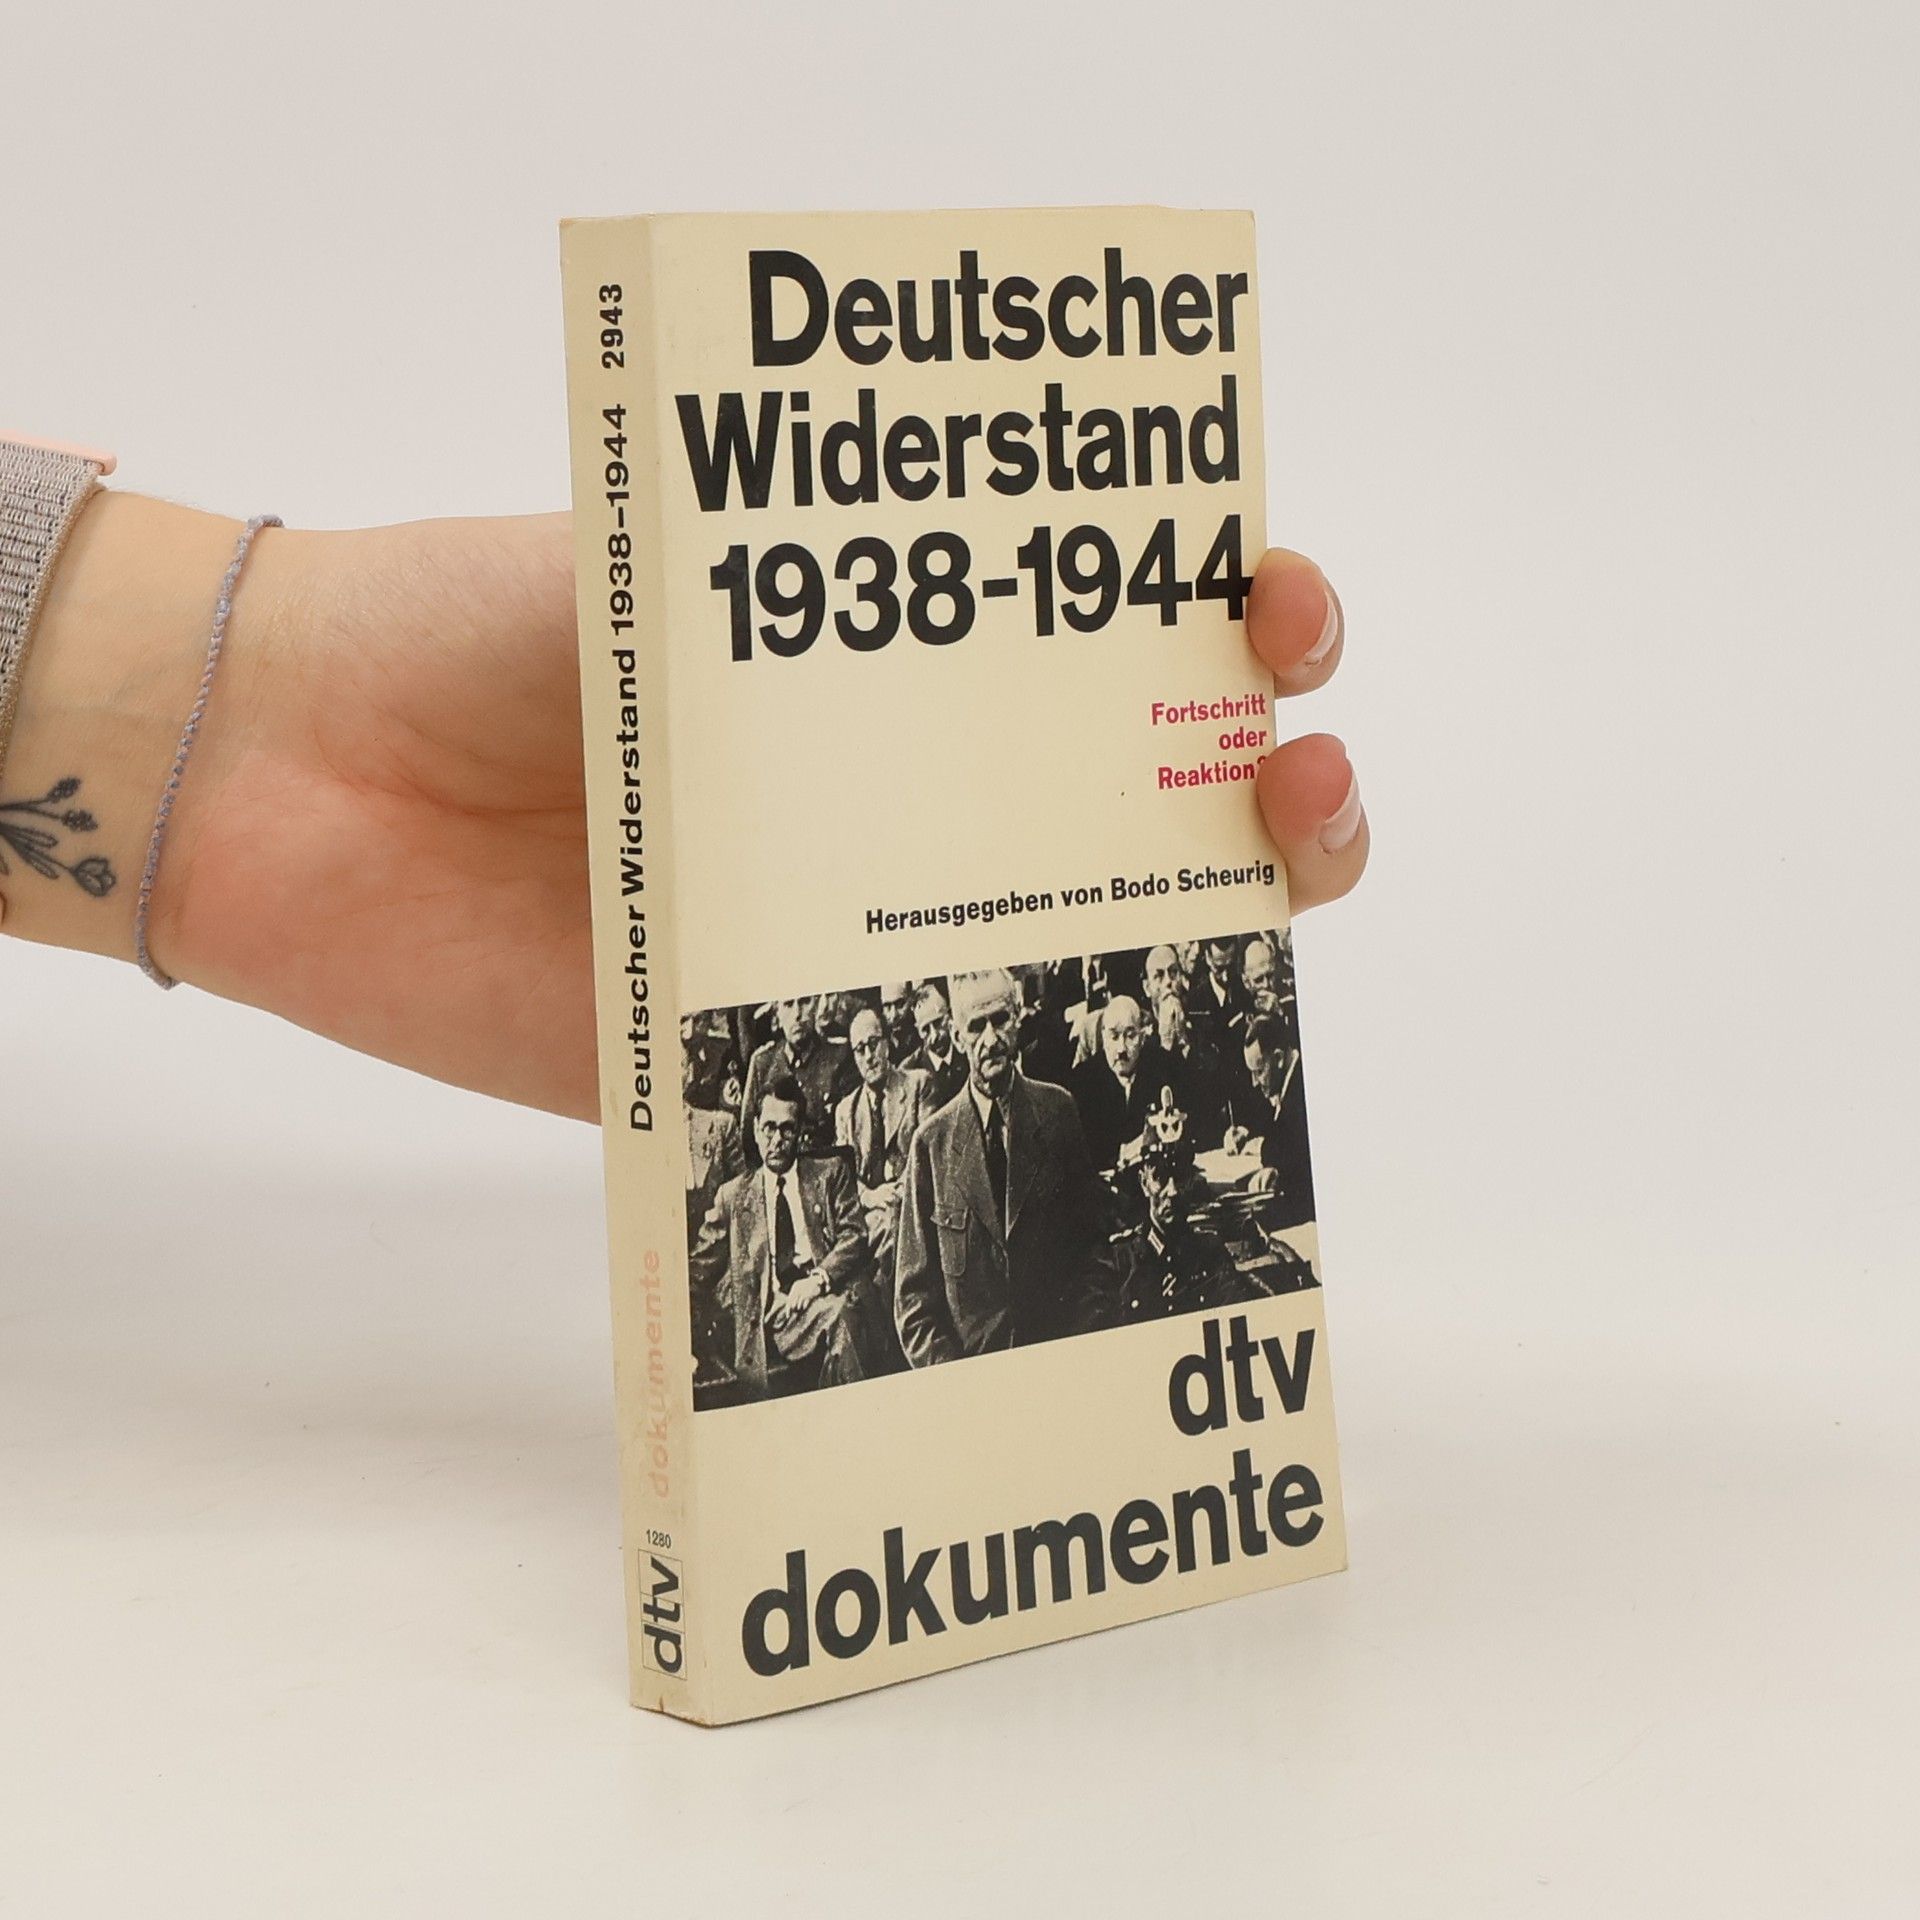 Deutscher
Widerstand
1938-1944
Fortschritt
oder
Reaktion?
Herausgegeben von Bodo Scheurig
dtv
dokumente
Deutscher Widerstand 1938–1944 2943
dokumente
1280
dtv